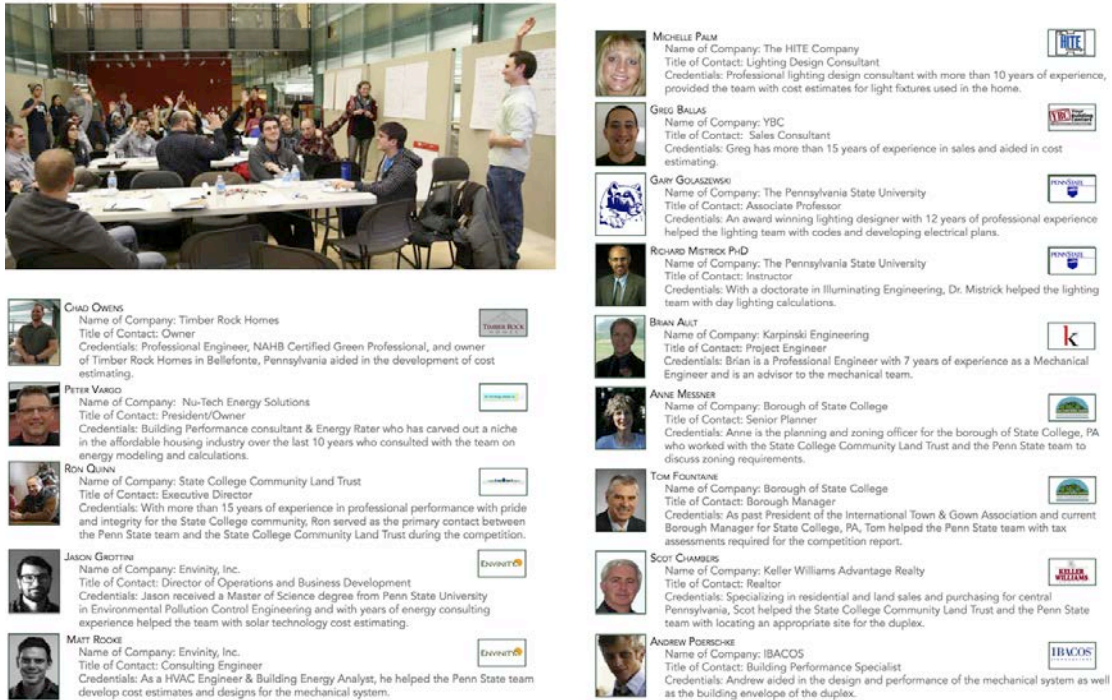 CHAD OWENS
Name of Company: Timber Rock Homes
Title of Contact: Owner
Credentials: Professional Engineer, NAHB Certified Green Professional, and owner
of Timber Rock Homes in Bellefonte, Pennsylvania aided in the development of cost
estimating.
TIMBER ROCK
HOMES
PETER VARGO
Name of Company: Nu-Tech Energy Solutions
Title of Contact: President/Owner
Credentials: Building Performance consultant & Energy Rater who has carved out a niche
in the affordable housing industry over the last 10 years who consulted with the team on
energy modeling and calculations.
RON QUINN
Name of Company: State College Community Land Trust
Title of Contact: Executive Director
Credentials: With more than 15 years of experience in professional performance with pride
and integrity for the State College community, Ron served as the primary contact between
the Penn State team and the State College Community Land Trust during the competition.
JASON GROTTINI
Name of Company: Envinity, Inc.
Title of Contact: Director of Operations and Business Development
Credentials: Jason received a Master of Science degree from Penn State University
in Environmental Pollution Control Engineering and with years of energy consulting
experience helped the team with solar technology cost estimating.
ENVINITY
MATT ROOKE
Name of Company: Envinity, Inc.
Title of Contact: Consulting Engineer
Credentials: As a HVAC Engineer & Building Energy Analyst, he helped the Penn State team
develop cost estimates and designs for the mechanical system.
ENVINITY
MICHELLE PALM
Name of Company: The HITE Company
Title of Contact: Lighting Design Consultant
Credentials: Professional lighting design consultant with more than 10 years of experience,
provided the team with cost estimates for light fixtures used in the home.
HITE
GREG BALLAS
Name of Company: YBC
Title of Contact: Sales Consultant
Credentials: Greg has more than 15 years of experience in sales and aided in cost
estimating.
YBC
GARY GOLASZEWSKI
Name of Company: The Pennsylvania State University
Title of Contact: Associate Professor
Credentials: An award winning lighting designer with 12 years of professional experience
helped the lighting team with codes and developing electrical plans.
PENNSTATE
RICHARD MISTRICK PHD
Name of Company: The Pennsylvania State University
Title of Contact: Instructor
Credentials: With a doctorate in Illuminating Engineering, Dr. Mistrick helped the lighting
team with day lighting calculations.
PENNSTATE
BRIAN AULT
Name of Company: Karpinski Engineering
Title of Contact: Project Engineer
Credentials: Brian is a Professional Engineer with 7 years of experience as a Mechanical
Engineer and is an advisor to the mechanical team.
k
ANNE MESSNER
Name of Company: Borough of State College
Title of Contact: Senior Planner
Credentials: Anne is the planning and zoning officer for the borough of State College, PA
who worked with the State College Community Land Trust and the Penn State team to
discuss zoning requirements.
TOM FOUNTAINE
Name of Company: Borough of State College
Title of Contact: Borough Manager
Credentials: As past President of the International Town & Gown Association and current
Borough Manager for State College, PA, Tom helped the Penn State team with tax
assessments required for the competition report.
SCOT CHAMBERS
Name of Company: Keller Williams Advantage Realty
Title of Contact: Realtor
Credentials: Specializing in residential and land sales and purchasing for central
Pennsylvania, Scot helped the State College Community Land Trust and the Penn State
team with locating an appropriate site for the duplex.
KELLER
WILLIAMS
ANDREW POERSCHKE
Name of Company: IBACOS
Title of Contact: Building Performance Specialist
Credentials: Andrew aided in the design and performance of the mechanical system as well
as the building envelope of the duplex.
IBACOS